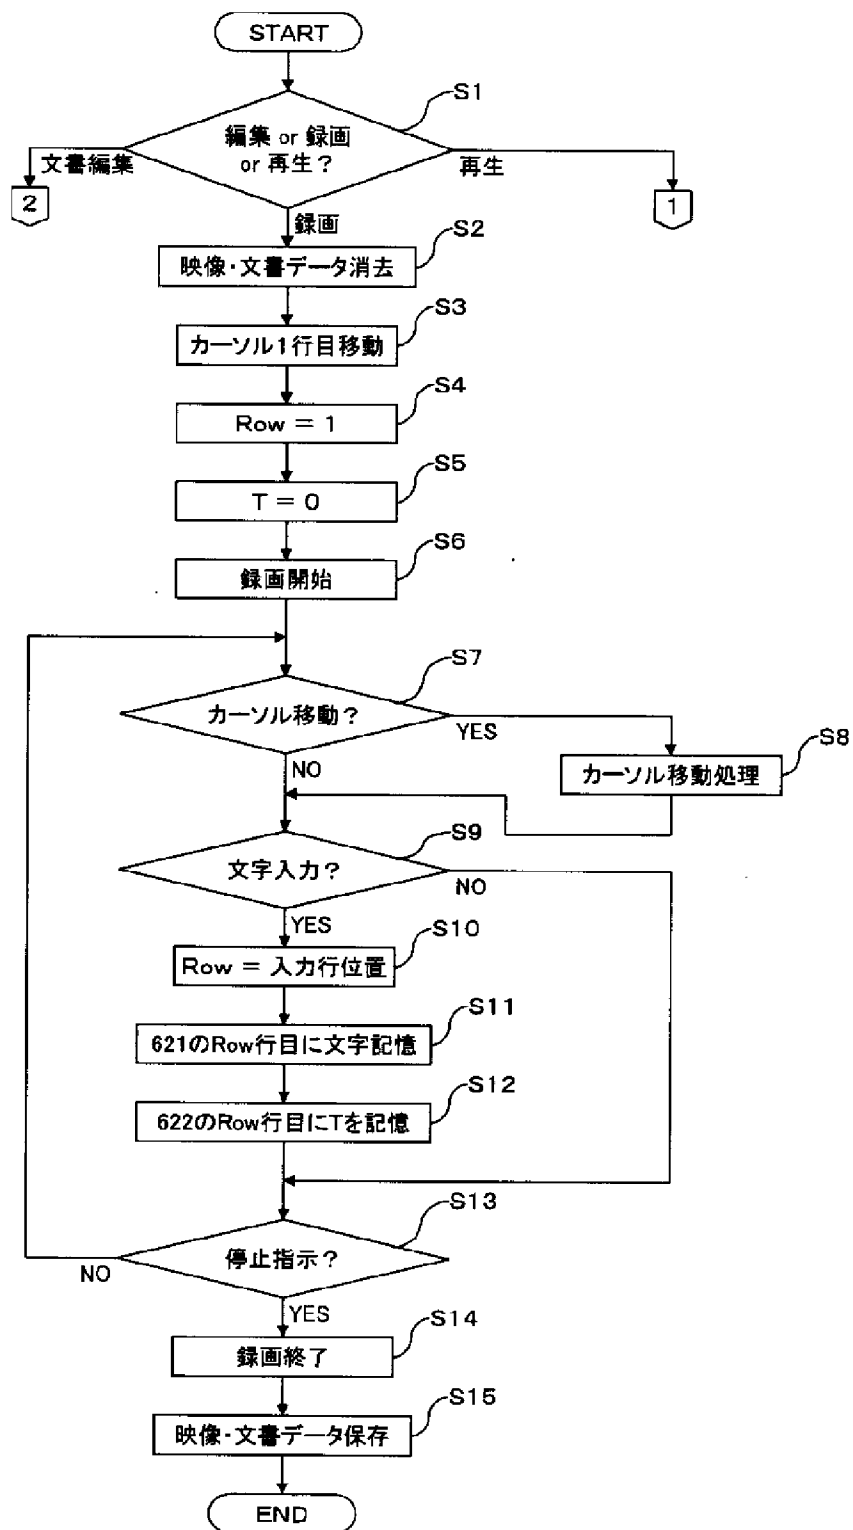 START
S1
編集 or 録画
or 再生？
文書編集
再生
2
1
録画
S2
映像・文書データ消去
S3
カーソル1行目移動
S4
Row = 1
S5
T = 0
S6
録画開始
S7
カーソル移動？
YES
S8
NO
カーソル移動処理
S9
文字入力？
NO
YES
S10
Row = 入力行位置
S11
621のRow行目に文字記憶
S12
622のRow行目にTを記憶
S13
停止指示？
NO
YES
S14
録画終了
S15
映像・文書データ保存
END